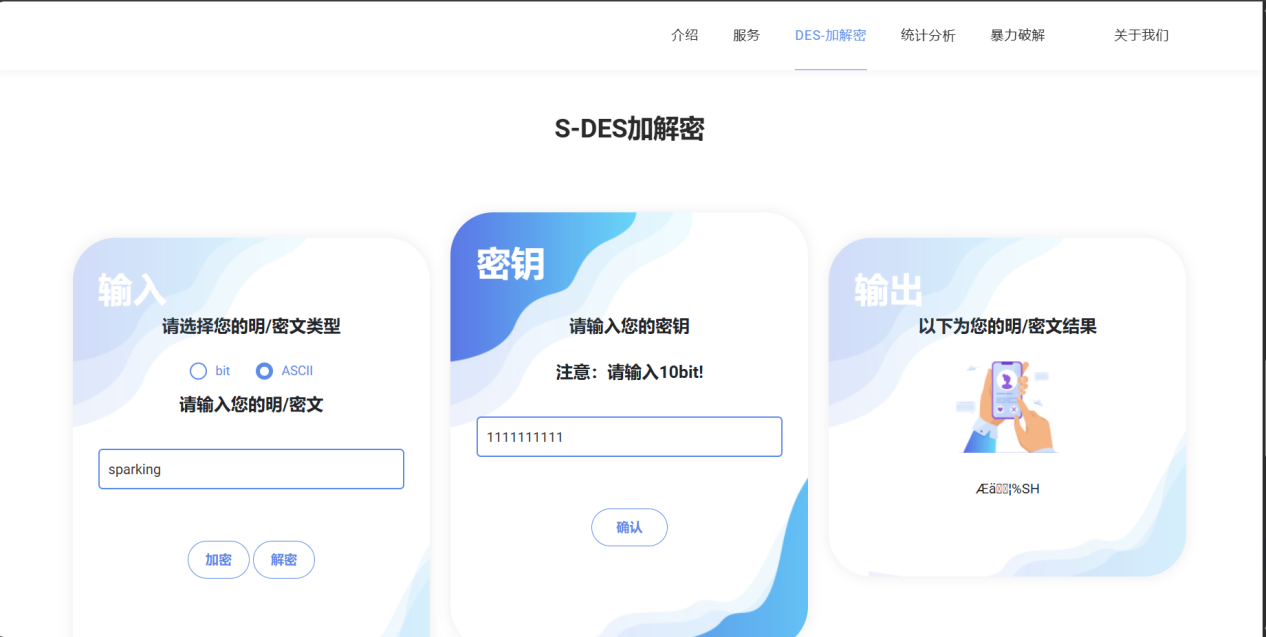 介绍 服务 DES-加解密 统计分析 暴力破解 关于我们
S-DES加解密
输入
请选择您的明/密文类型
bit ASCII
请输入您的明/密文
sparking
加密 解密
密钥
请输入您的密钥
注意：请输入10bit!
1111111111
确认
输出
以下为您的明/密文结果
Æä¦%SH